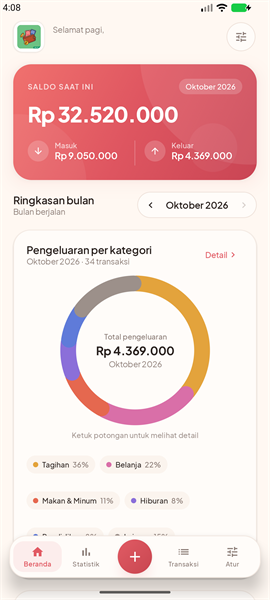 4:08
Selamat pagi,
SALDO SAAT INI
Oktober 2026
Rp 32.520.000
Masuk
Rp 9.050.000
Keluar
Rp 4.369.000
Ringkasan bulan
Bulan berjalan
Oktober 2026
Pengeluaran per kategori
Oktober 2026 · 34 transaksi
Detail
Total pengeluaran
Rp 4.369.000
Oktober 2026
Ketuk potongan untuk melihat detail
Tagihan 36%
Belanja 22%
Makan & Minum 11%
Hiburan 8%
Beranda
Statistik
Transaksi
Atur